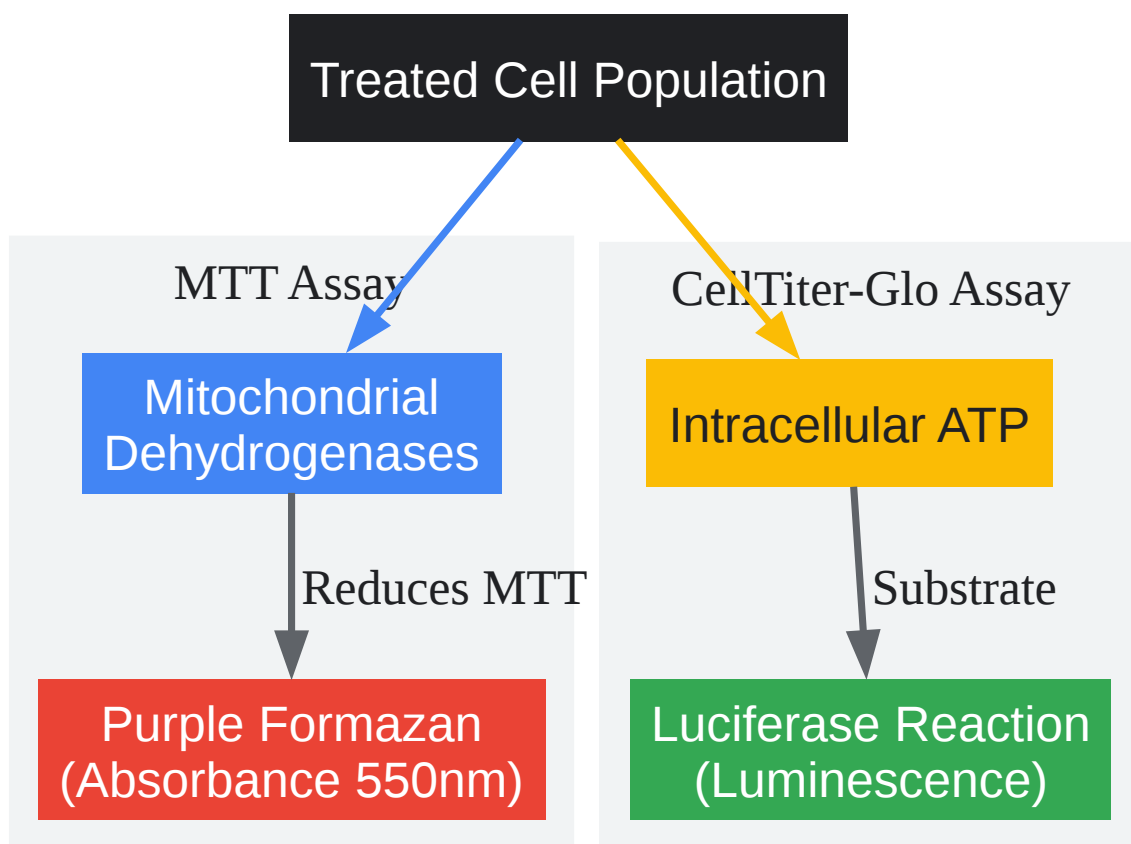 Treated Cell Population
MTT Assay
Mitochondrial
Dehydrogenases
Reduces MTT
Purple Formazan
(Absorbance 550nm)
CellTiter-Glo Assay
Intracellular ATP
Substrate
Luciferase Reaction
(Luminescence)